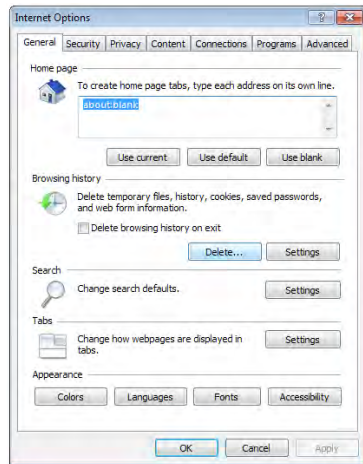 Internet Options
General Security Privacy Content Connections Programs Advanced
Home page
To create home page tabs, type each address on its own line.
about:blank
Use current Use default Use blank
Browsing history
Delete temporary files, history, cookies, saved passwords,
and web form information.
Delete browsing history on exit
Delete... Settings
Search
Change search defaults. Settings
Tabs
Change how webpages are displayed in
tabs. Settings
Appearance
Colors Languages Fonts Accessibility
OK Cancel Apply